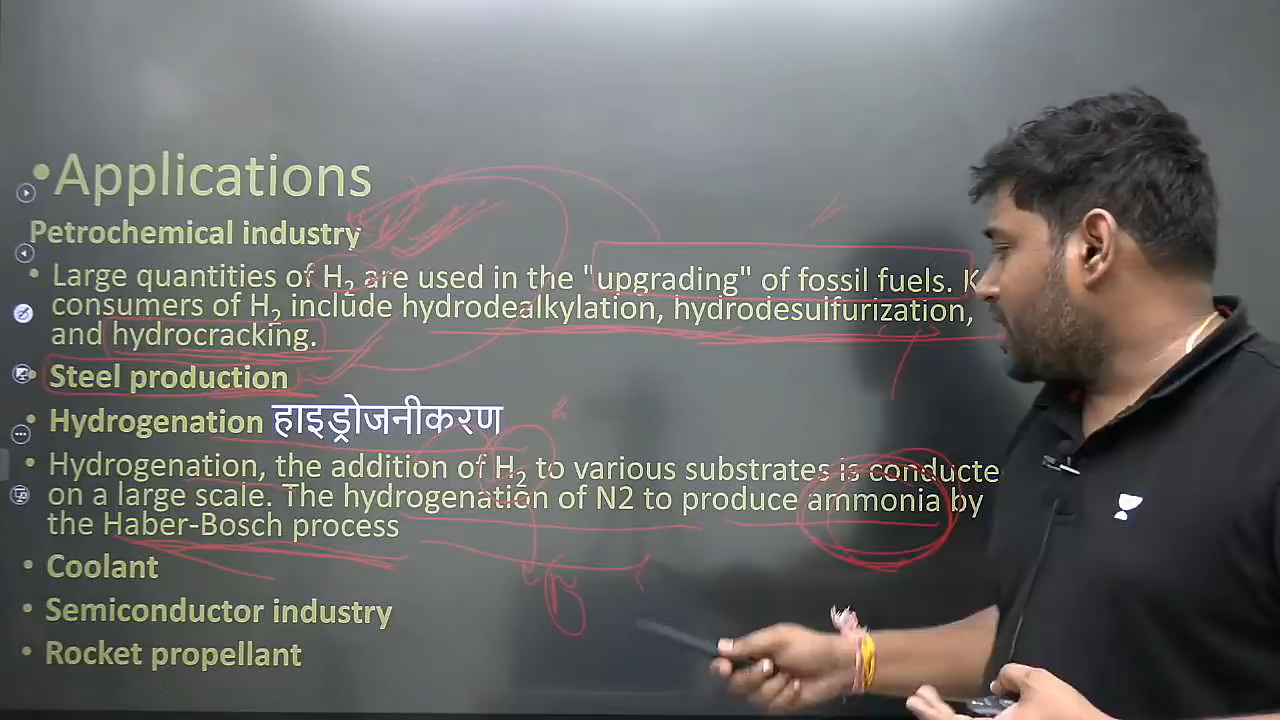 •Applications
Petrochemical industry
• Large quantities of H₂ are used in the "upgrading" of fossil fuels. K
consumers of H₂ include hydrodealkylation, hydrodesulfurization,
and hydrocracking.
• Steel production
• Hydrogenation हाइड्रोजनीकरण
• Hydrogenation, the addition of H₂ to various substrates is conducte
on a large scale. The hydrogenation of N2 to produce ammonia by
the Haber-Bosch process
• Coolant
• Semiconductor industry
• Rocket propellant